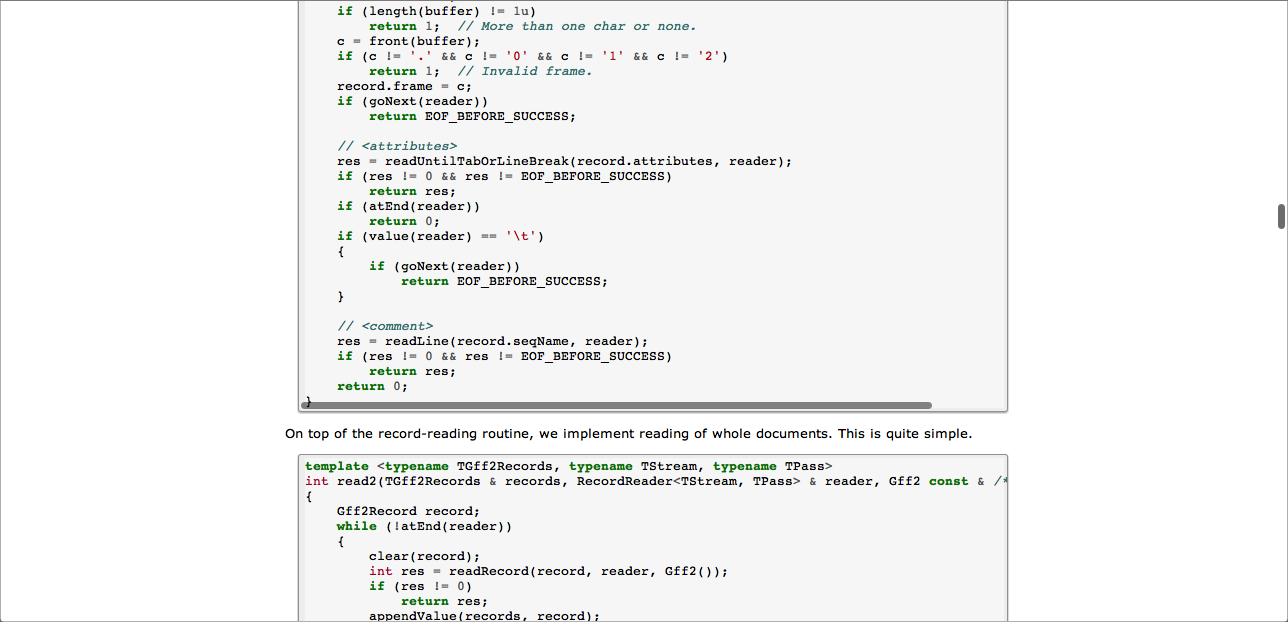 if (length(buffer) != 1u)
return 1;  // More than one char or none.
c = front(buffer);
if (c != '.' && c != '0' && c != '1' && c != '2')
return 1;  // Invalid frame.
record.frame = c;
if (goNext(reader))
return EOF_BEFORE_SUCCESS;
// <attributes>
res = readUntilTabOrLineBreak(record.attributes, reader);
if (res != 0 && res != EOF_BEFORE_SUCCESS)
return res;
if (atEnd(reader))
return 0;
if (value(reader) == '\t')
{
if (goNext(reader))
return EOF_BEFORE_SUCCESS;
}
// <comment>
res = readLine(record.seqName, reader);
if (res != 0 && res != EOF_BEFORE_SUCCESS)
return res;
return 0;
}
On top of the record-reading routine, we implement reading of whole documents. This is quite simple.
template <typename TGff2Records, typename TStream, typename TPass>
int read2(TGff2Records & records, RecordReader<TStream, TPass> & reader, Gff2 const & /*
{
Gff2Record record;
while (!atEnd(reader))
{
clear(record);
int res = readRecord(record, reader, Gff2());
if (res != 0)
return res;
appendValue(records, record);